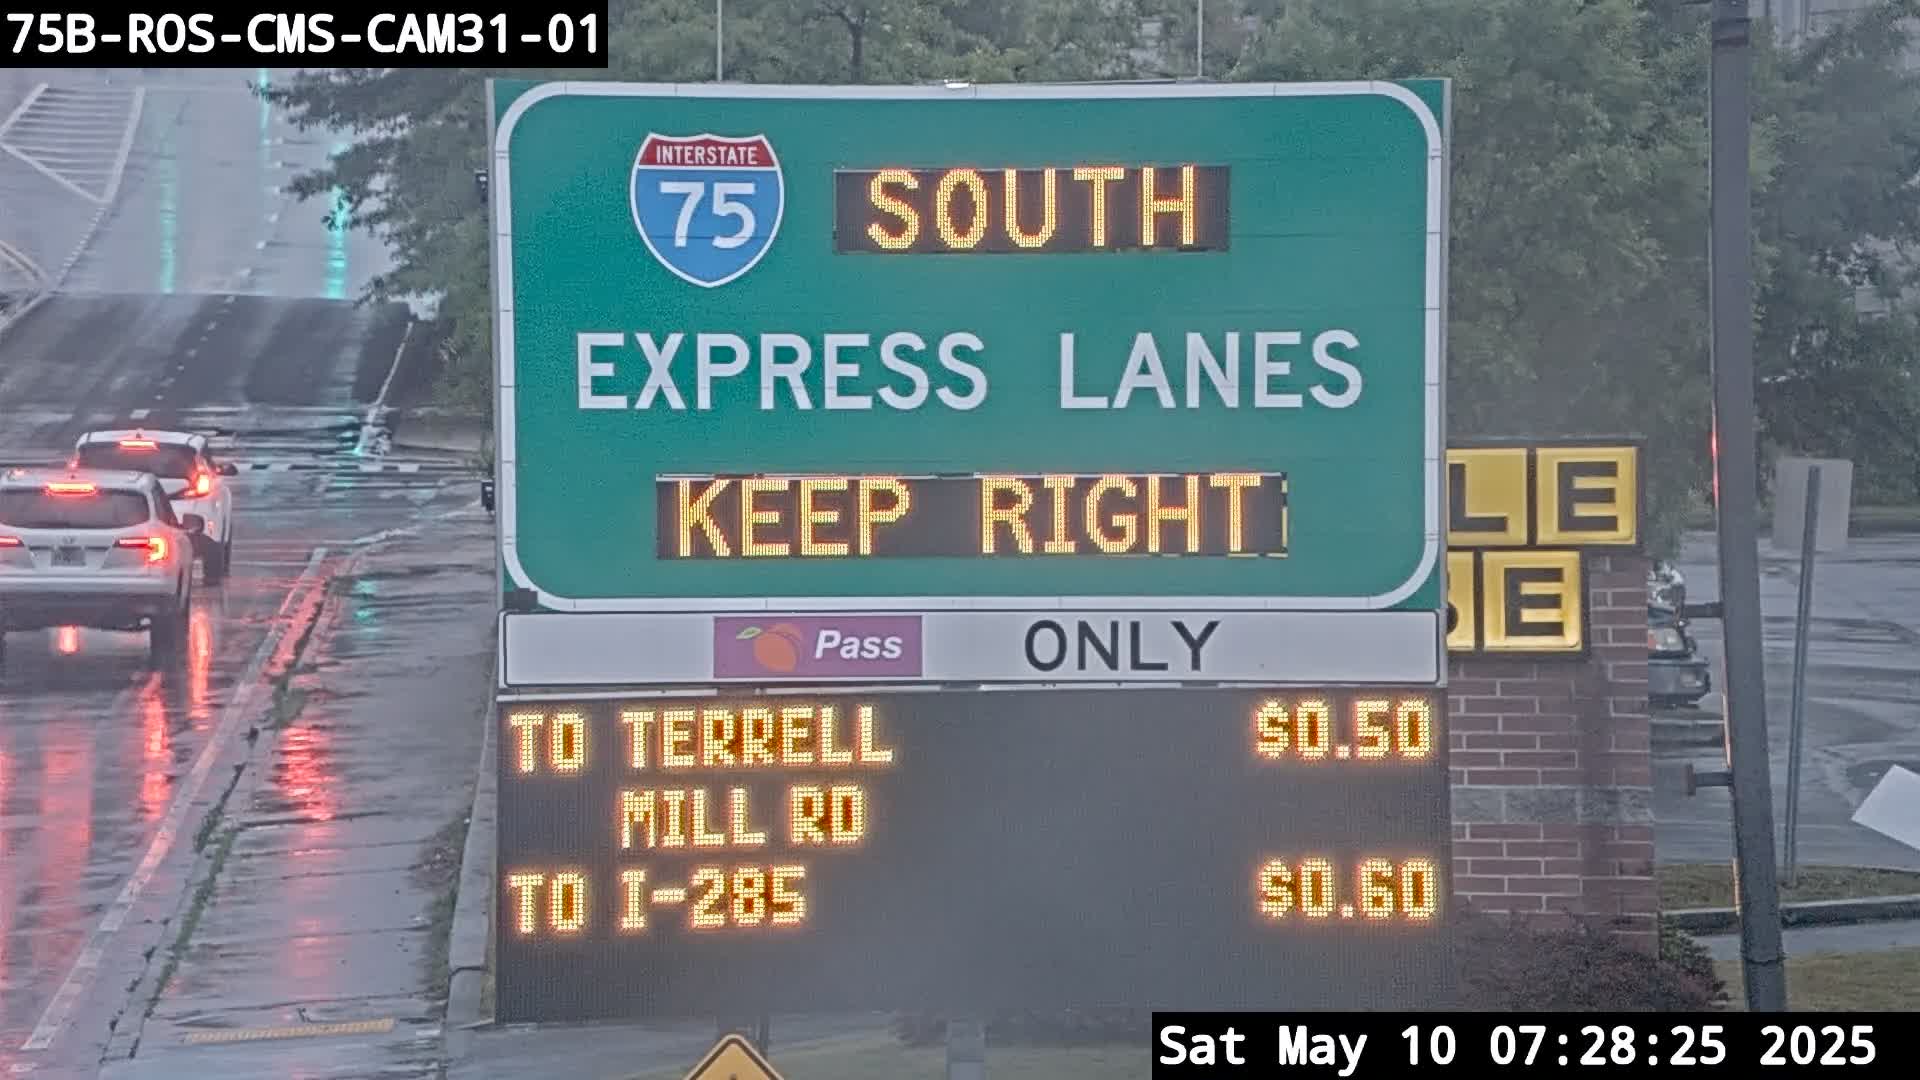 75B-ROS-CMS-CAM31-01
INTERSTATE
75
SOUTH
EXPRESS LANES
KEEP RIGHT
LE
Pass ONLY
E
TO TERRELL $0.50
MILL RD
TO I-285 $0.60
Sat May 10 07:28:25 2025